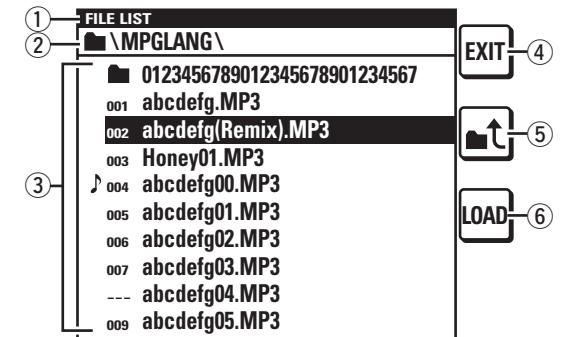 ① FILE LIST
② \MPGLANG\
EXIT ④
0123456789012345678901234567
001 abcdefg.MP3
002 abcdefg(Remix).MP3
⑤
003 Honey01.MP3
③ ♪ 004 abcdefg00.MP3
005 abcdefg01.MP3
LOAD ⑥
006 abcdefg02.MP3
007 abcdefg03.MP3
--- abcdefg04.MP3
009 abcdefg05.MP3